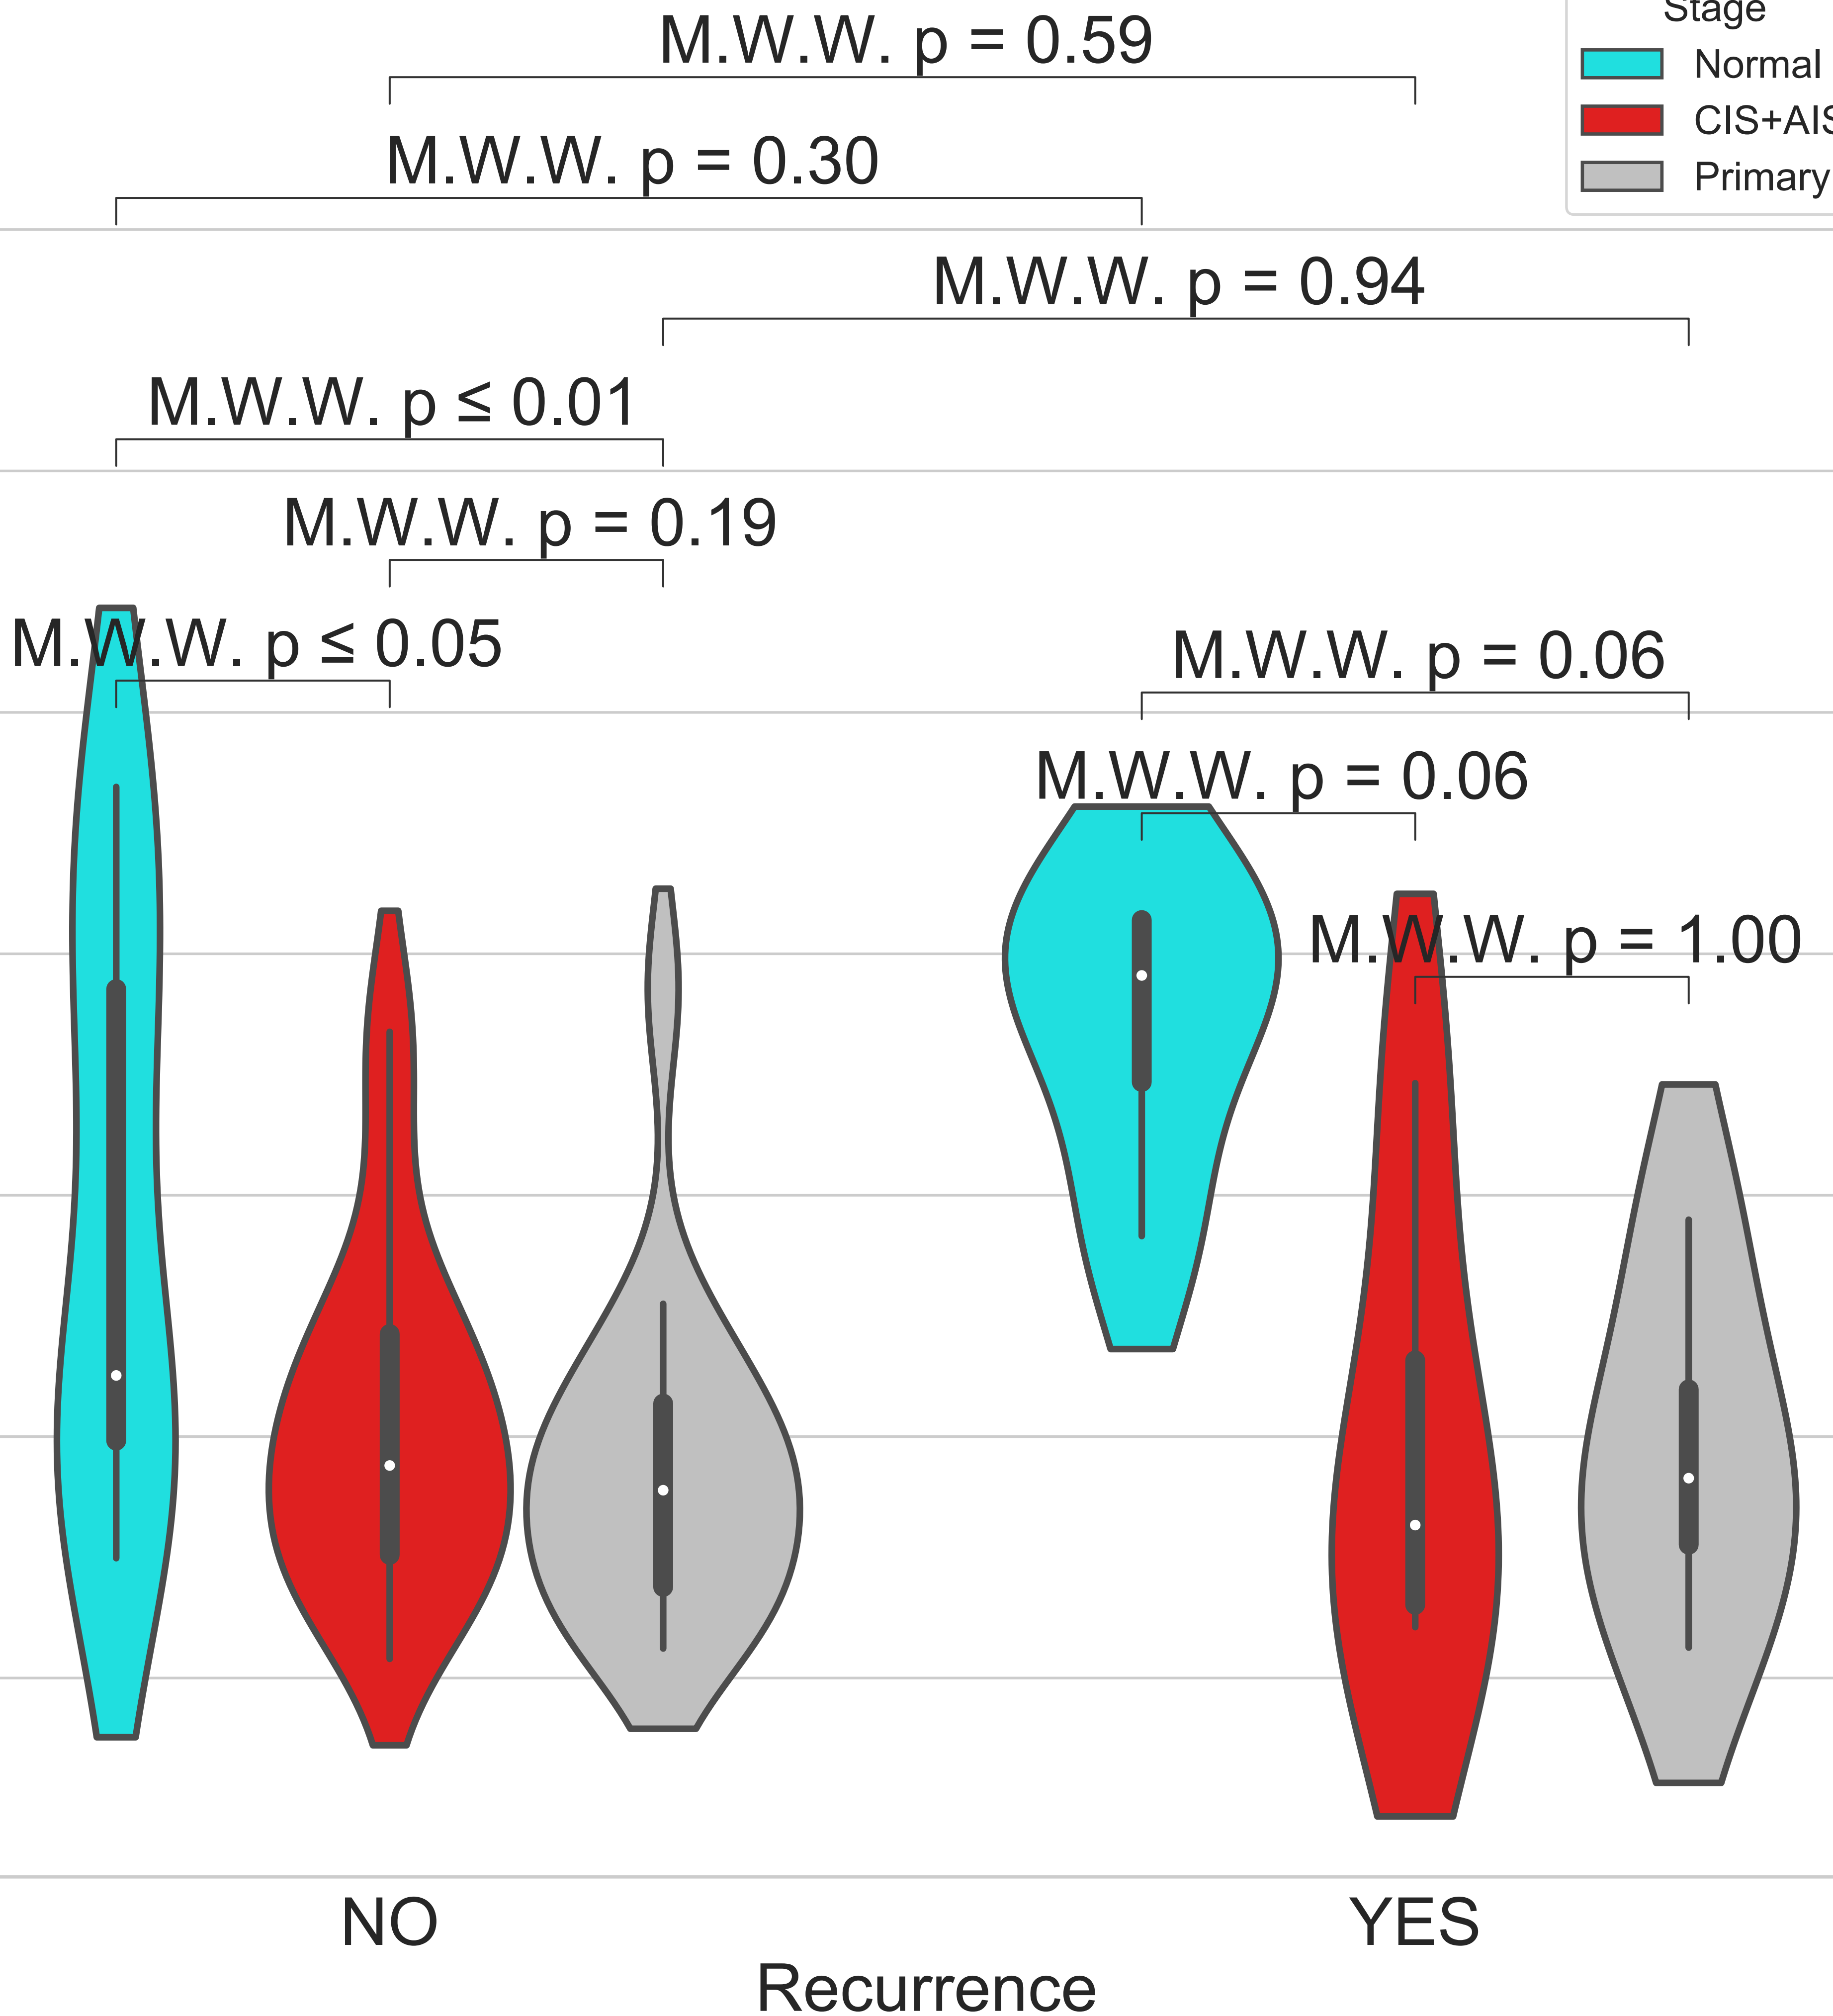 M.W.W. p = 0.59
Stage
Normal
CIS+AIS
Primary
M.W.W. p = 0.30
M.W.W. p = 0.94
M.W.W. p ≤ 0.01
M.W.W. p = 0.19
M.W.W. p ≤ 0.05
M.W.W. p = 0.06
M.W.W. p = 0.06
M.W.W. p = 1.00
NO
YES
Recurrence